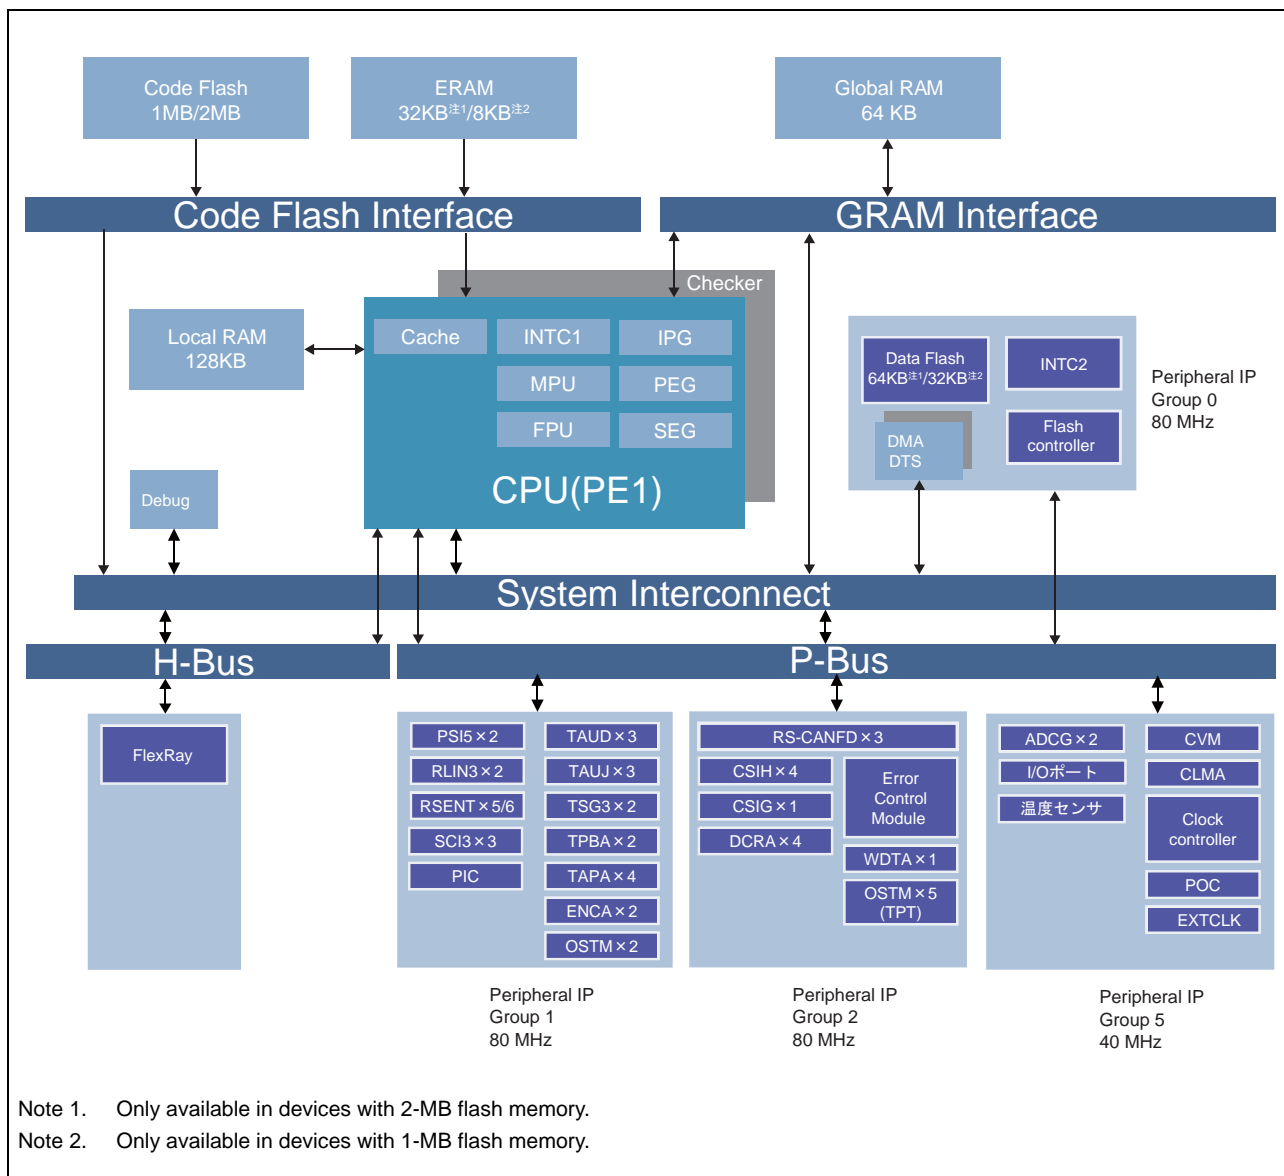 Code Flash
1MB/2MB
ERAM
32KB注1/8KB注2
Global RAM
64 KB
Code Flash Interface
GRAM Interface
Checker
Local RAM
128KB
Cache
INTC1
IPG
MPU
PEG
FPU
SEG
CPU(PE1)
Data Flash
64KB注1/32KB注2
INTC2
DMA
DTS
Flash
controller
Peripheral IP
Group 0
80 MHz
Debug
System Interconnect
H-Bus
P-Bus
FlexRay
PSI5×2
RLIN3×2
RSENT×5/6
SCI3×3
PIC
TAUD×3
TAUJ×3
TSG3×2
TPBA×2
TAPA×4
ENCA×2
OSTM×2
RS-CANFD×3
CSIH×4
CSIG×1
DCRA×4
Error
Control
Module
WDTA×1
OSTM×5
(TPT)
ADCG×2
I/Oポート
温度センサ
CVM
CLMA
Clock
controller
POC
EXTCLK
Peripheral IP
Group 1
80 MHz
Peripheral IP
Group 2
80 MHz
Peripheral IP
Group 5
40 MHz
Note 1. Only available in devices with 2-MB flash memory.
Note 2. Only available in devices with 1-MB flash memory.